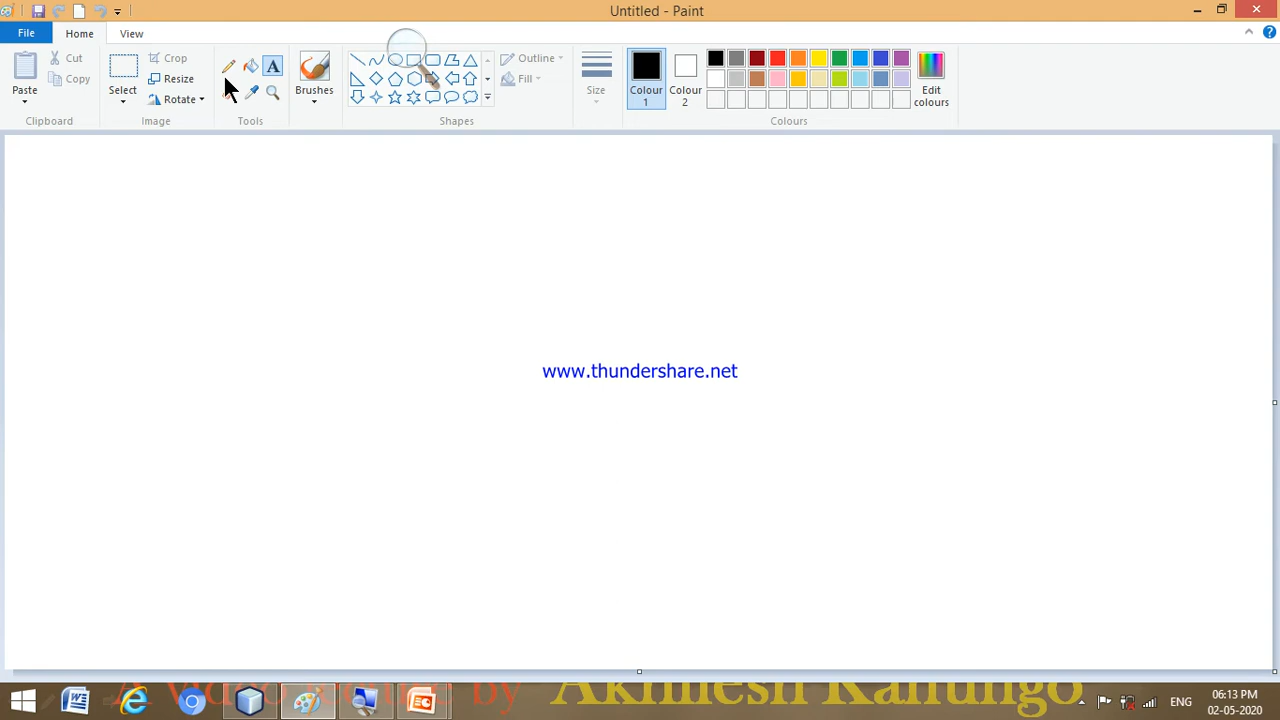 Untitled - Paint
File
Home
View
Paste
Cut
Copy
Clipboard
Select
Crop
Resize
Rotate
Image
A
Tools
Brushes
Shapes
Outline
Fill
Size
Colour 1
Colour 2
Edit colours
Colours
www.thundershare.net
A Video Guide by Akhilesh Kanungo
ENG
06:13 PM
02-05-2020